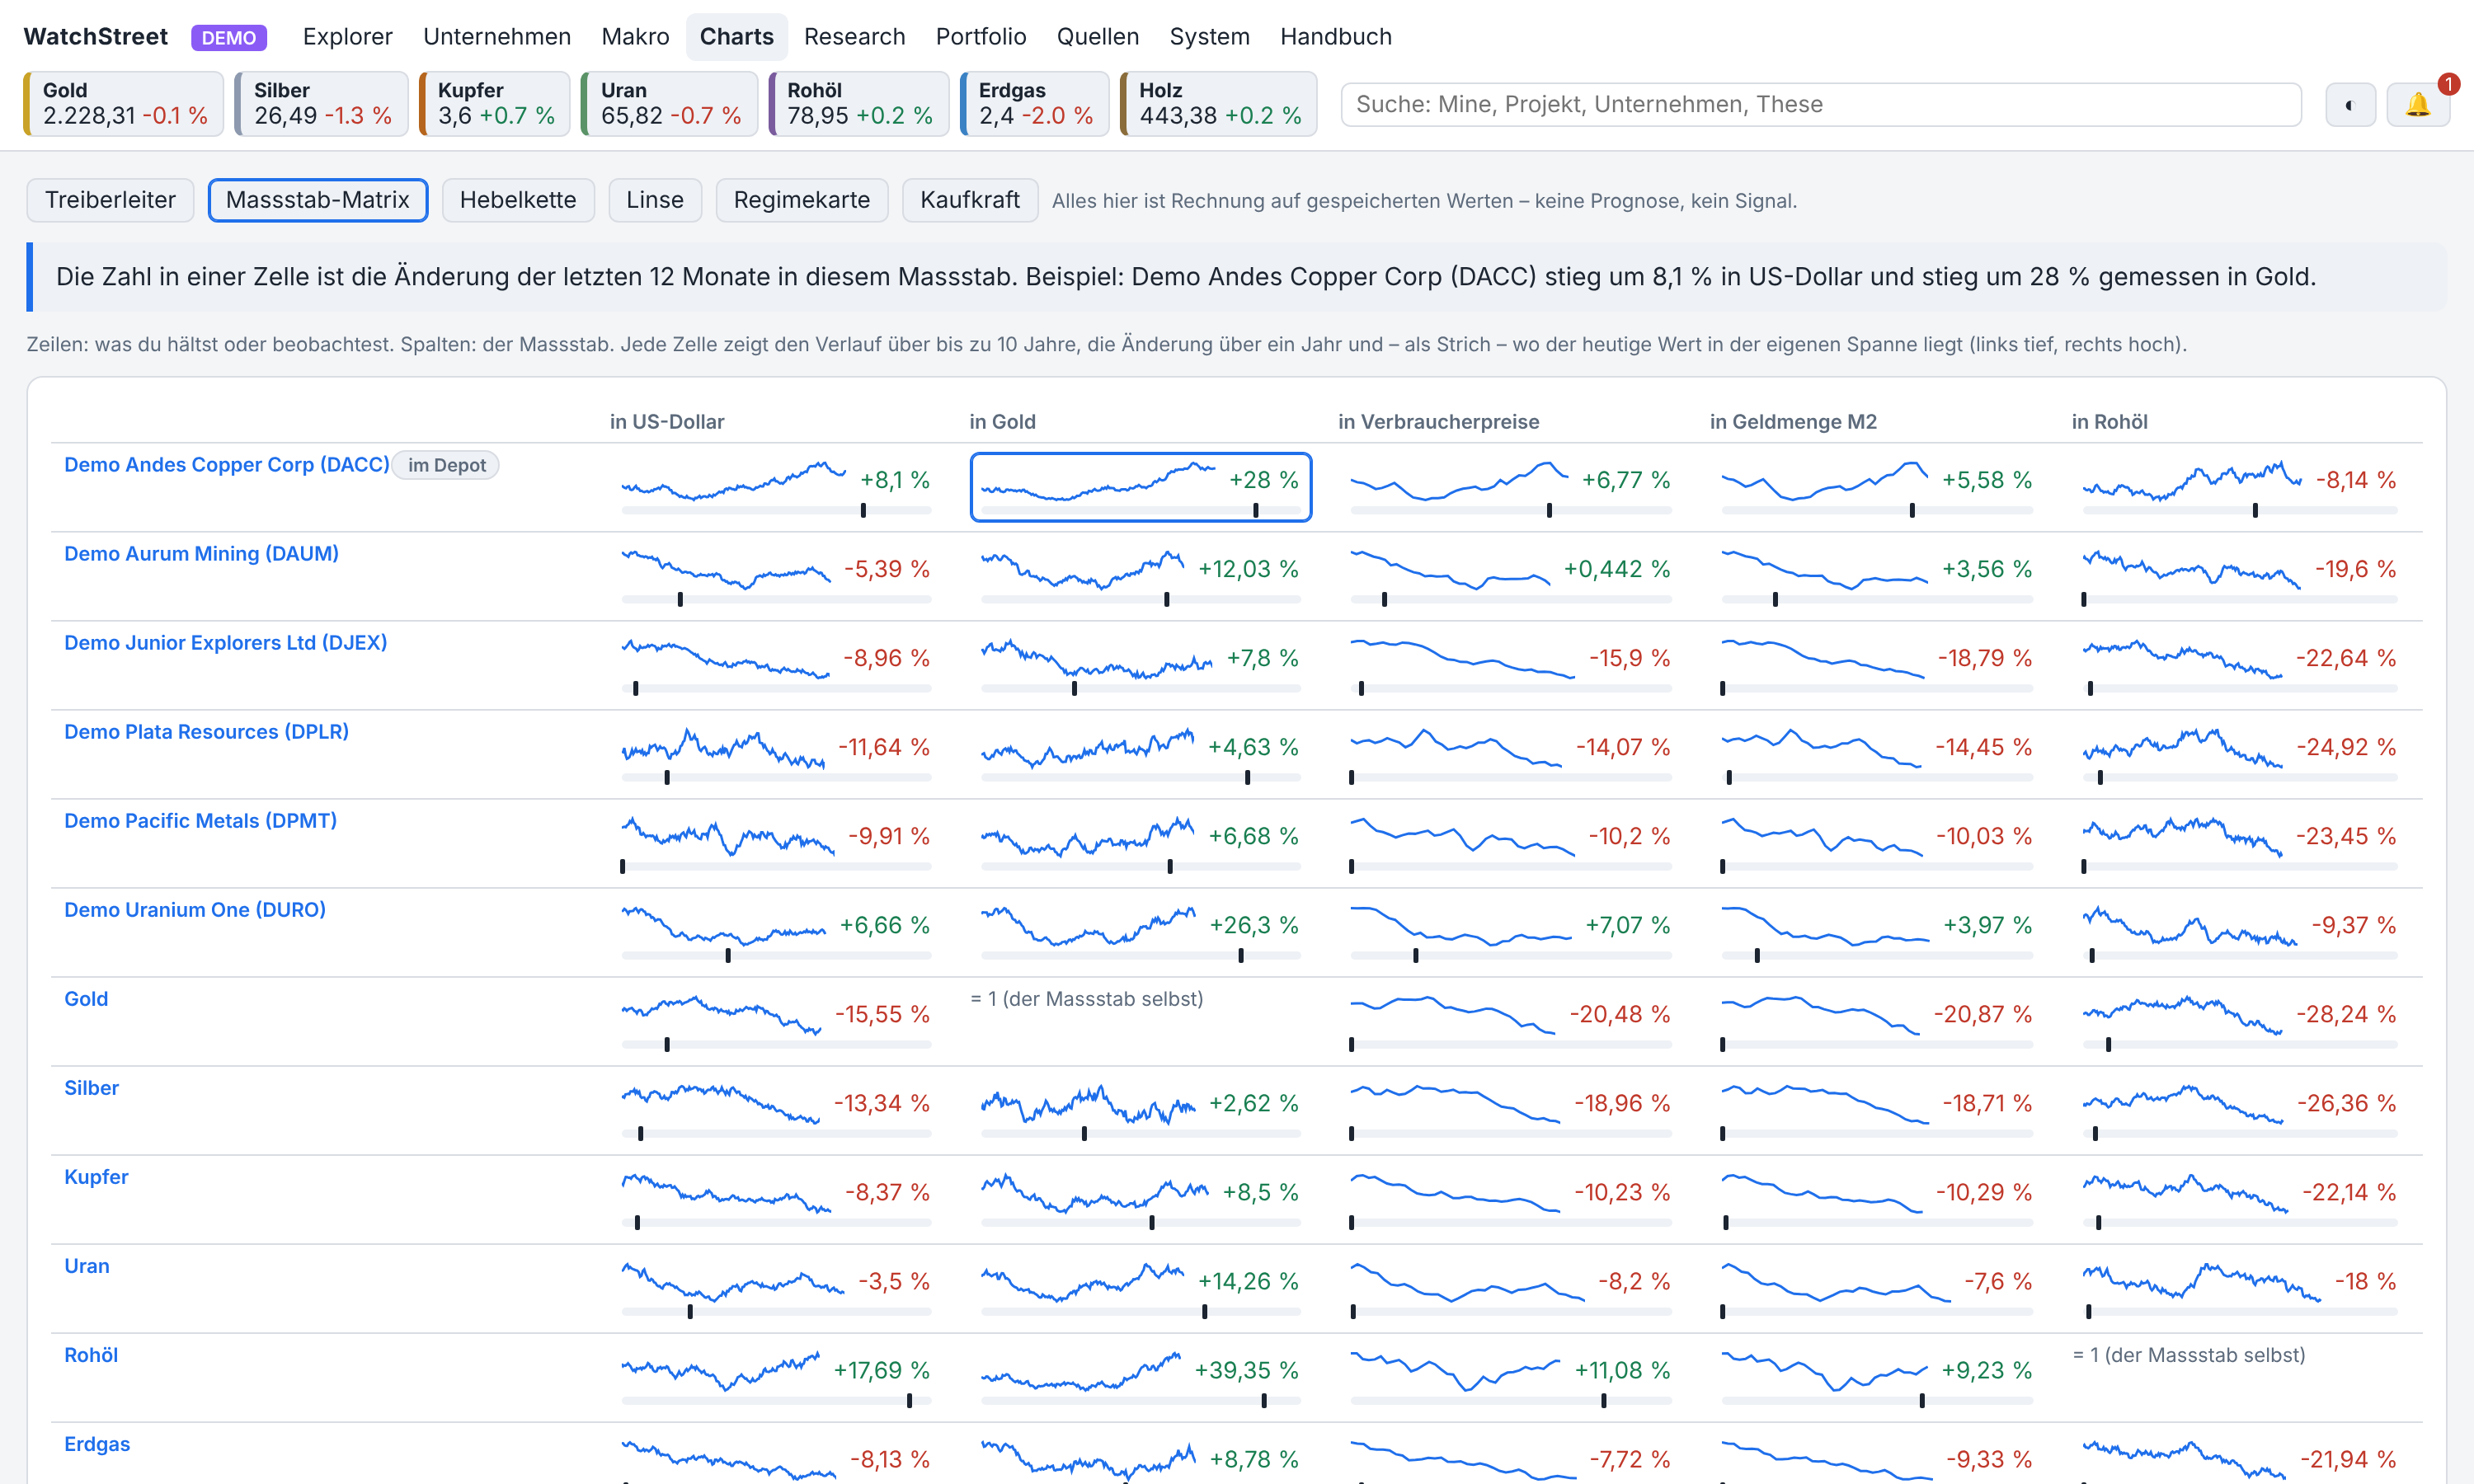 WatchStreet DEMO Explorer Unternehmen Makro Charts Research Portfolio Quellen System Handbuch
Gold Silber Kupfer Uran Rohöl Erdgas Holz
2.228,31 -0.1 % 26,49 -1.3 % 3,6 +0.7 % 65,82 -0.7 % 78,95 +0.2 % 2,4 -2.0 % 443,38 +0.2 % Suche: Mine, Projekt, Unternehmen, These 1
Treiberleiter Massstab-Matrix Hebelkette Linse Regimekarte Kaufkraft Alles hier ist Rechnung auf gespeicherten Werten – keine Prognose, kein Signal.
Die Zahl in einer Zelle ist die Änderung der letzten 12 Monate in diesem Massstab. Beispiel: Demo Andes Copper Corp (DACC) stieg um 8,1 % in US-Dollar und stieg um 28 % gemessen in Gold.
Zeilen: was du hältst oder beobachtest. Spalten: der Massstab. Jede Zelle zeigt den Verlauf über bis zu 10 Jahre, die Änderung über ein Jahr und – als Strich – wo der heutige Wert in der eigenen Spanne liegt (links tief, rechts hoch).
in US-Dollar in Gold in Verbraucherpreise in Geldmenge M2 in Rohöl
Demo Andes Copper Corp (DACC) im Depot +8,1 % +28 % +6,77 % +5,58 % -8,14 %
Demo Aurum Mining (DAUM) -5,39 % +12,03 % +0,442 % +3,56 % -19,6 %
Demo Junior Explorers Ltd (DJEX) -8,96 % +7,8 % -15,9 % -18,79 % -22,64 %
Demo Plata Resources (DPLR) -11,64 % +4,63 % -14,07 % -14,45 % -24,92 %
Demo Pacific Metals (DPMT) -9,91 % +6,68 % -10,2 % -10,03 % -23,45 %
Demo Uranium One (DURO) +6,66 % +26,3 % +7,07 % +3,97 % -9,37 %
Gold -15,55 % = 1 (der Massstab selbst) -20,48 % -20,87 % -28,24 %
Silber -13,34 % +2,62 % -18,96 % -18,71 % -26,36 %
Kupfer -8,37 % +8,5 % -10,23 % -10,29 % -22,14 %
Uran -3,5 % +14,26 % -8,2 % -7,6 % -18 %
Rohöl +17,69 % +39,35 % +11,08 % +9,23 % = 1 (der Massstab selbst)
Erdgas -8,13 % +8,78 % -7,72 % -9,33 % -21,94 %